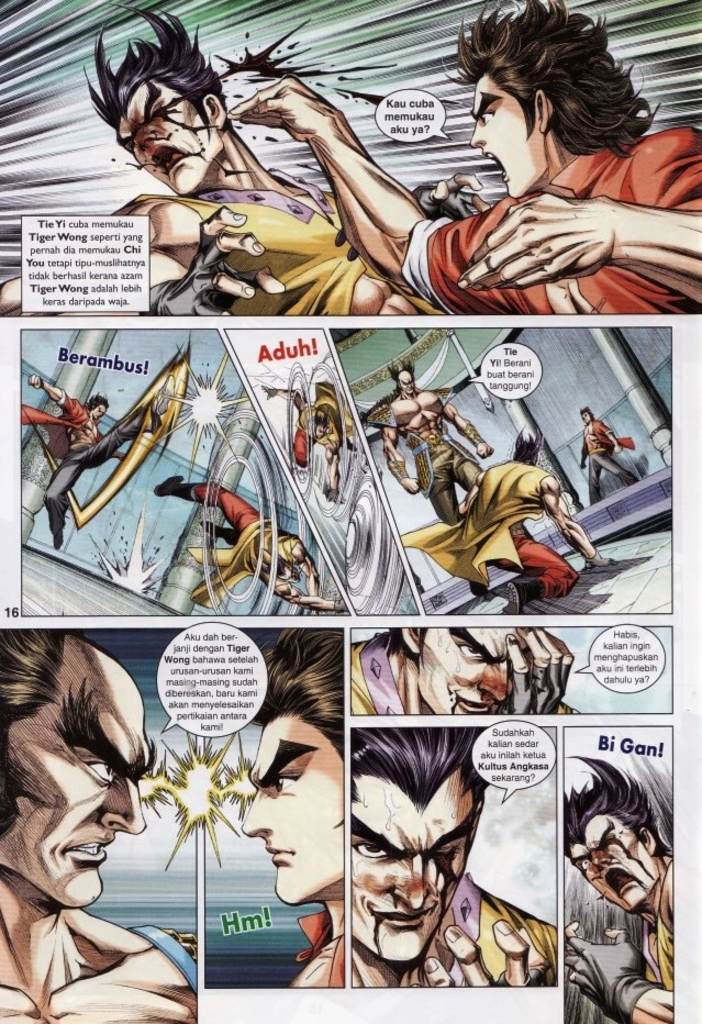 Kau cuba
memukau
aku ya?
Tie Yi cuba memukau
Tiger Wong seperti yang
pernah dia memukau Chi
You tetapi tipu-muslihatnya
tidak berhasil kerana azam
Tiger Wong adalah lebih
keras daripada waja.
Berambus!
Aduh!
Tie
Yi! Berani
buat berani
tanggung!
16
Aku dah ber-
janji dengan Tiger
Wong bahawa setelah
urusan-urusan kami
masing-masing sudah
dibereskan, baru kami
akan menyelesaikan
pertikaian antara
kami!
Hm!
Habis,
kalian ingin
menghapuskan
aku ini terlebih
dahulu ya?
Sudahkah
kalian sedar
aku inilah ketua
Kultus Angkasa
sekarang?
Bi Gan!